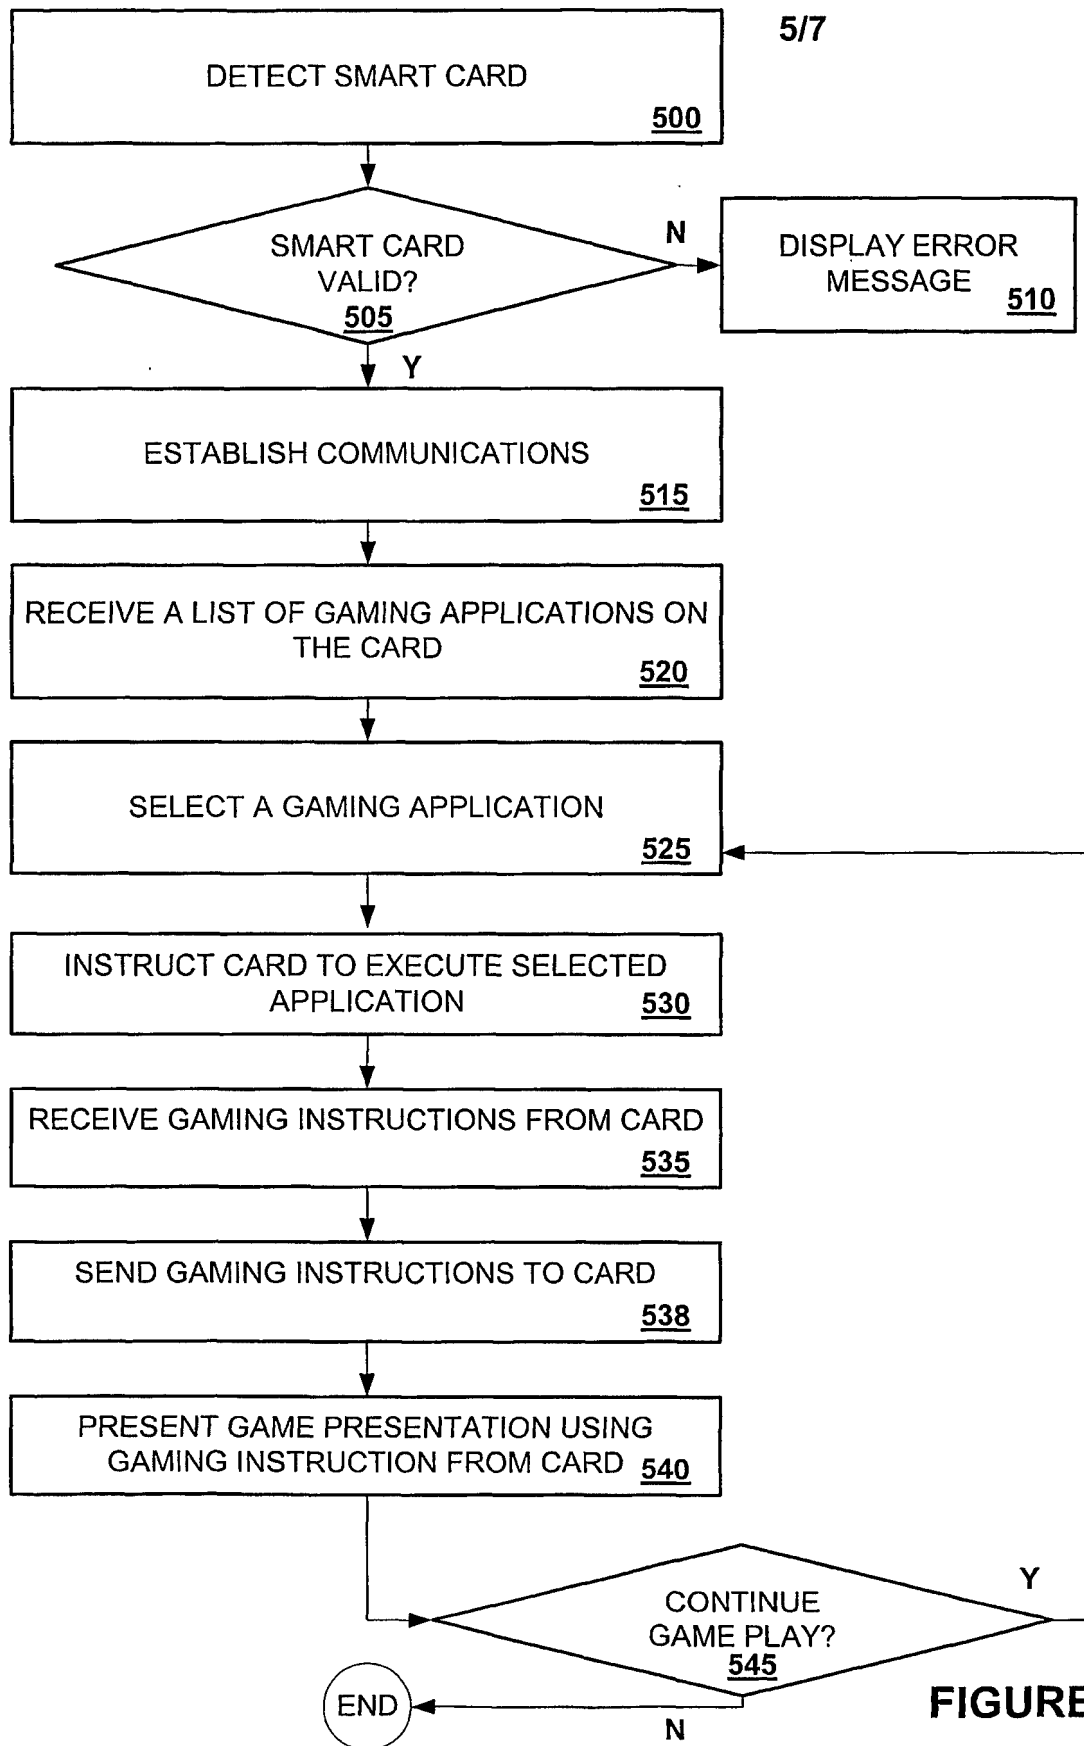 5/7
DETECT SMART CARD
500
SMART CARD
VALID?
505
N
DISPLAY ERROR
MESSAGE
510
Y
ESTABLISH COMMUNICATIONS
515
RECEIVE A LIST OF GAMING APPLICATIONS ON
THE CARD
520
SELECT A GAMING APPLICATION
525
INSTRUCT CARD TO EXECUTE SELECTED
APPLICATION 530
RECEIVE GAMING INSTRUCTIONS FROM CARD
535
SEND GAMING INSTRUCTIONS TO CARD
538
PRESENT GAME PRESENTATION USING
GAMING INSTRUCTION FROM CARD 540
CONTINUE
GAME PLAY?
545
Y
END
N
FIGURE